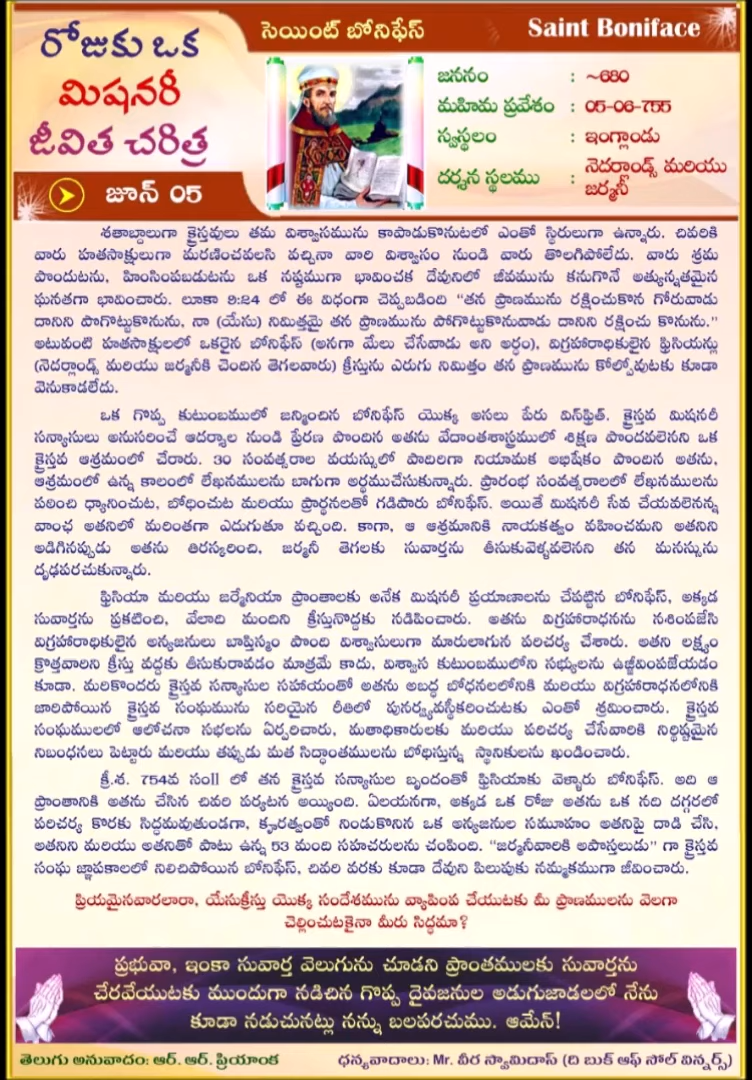 రోజుకు ఒక
మిషనరీ
జీవిత చరిత్ర
జూన్ 05
సెయింట్ బోనిఫేస్
Saint Boniface
జననం : ~680
మహిమ ప్రవేశం : 05-06-755
స్వస్థలం : ఇంగ్లాండు
దర్శన స్థలము : నెదర్లాండ్స్ మరియు
జర్మనీ
శతాబ్దాలుగా క్రైస్తవులు తమ విశ్వాసమును కాపాడుకొనుటలో ఎంతో స్థిరులుగా ఉన్నారు. చివరికి
వారు హతసాక్షులుగా మరణించవలసి వచ్చినా వారి విశ్వాసం నుండి వారు తొలగిపోలేదు. వారు శ్రమ
పొందుటను, హింసింపబడుటను ఒక నష్టముగా భావించక దేవునిలో జీవమును కనుగొనే అత్యున్నతమైన
ఘనతగా భావించారు. లూకా 9:24 లో ఈ విధంగా చెప్పబడింది “తన ప్రాణమును రక్షించుకొన గోరువాడు
దానిని పొగొట్టుకొనును, నా (యేసు) నిమిత్తమై తన ప్రాణమును పోగొట్టుకొనువాడు దానిని రక్షించు కొనును.”
అటువంటి హతసాక్షులలో ఒకరైన బోనిఫేస్ (అనగా మేలు చేసేవాడు అని అర్థం), విగ్రహారాధికులైన ఫ్రిసియన్లు
(నెదర్లాండ్స్ మరియు జర్మనీకి చెందిన తెగలవారు) క్రీస్తును ఎరుగు నిమిత్తం తన ప్రాణమును కోల్పోవుటకు కూడా
వెనుకాడలేదు.
ఒక గొప్ప కుటుంబములో జన్మించిన బోనిఫేస్ యొక్క అసలు పేరు విన్‌ఫ్రిత్. క్రైస్తవ మిషనరీ
సన్యాసులు అనుసరించే ఆదర్శాల నుండి ప్రేరణ పొందిన అతను వేదాంతశాస్త్రములో శిక్షణ పొందవలెనని ఒక
క్రైస్తవ ఆశ్రమంలో చేరారు. 30 సంవత్సరాల వయస్సులో పాదిరిగా నియామక అభిషేకం పొందిన అతను,
ఆశ్రమంలో ఉన్న కాలంలో లేఖనములను బాగుగా అర్థముచేసుకున్నారు. ప్రారంభ సంవత్సరాలలో లేఖనములను
పఠించి ధ్యానించుట, బోధించుట మరియు ప్రార్థనలతో గడిపారు బోనిఫేస్. అయితే మిషనరీ సేవ చేయవలెనన్న
వాంఛ అతనిలో మరింతగా ఎదుగుతూ వచ్చింది. కాగా, ఆ ఆశ్రమానికి నాయకత్వం వహించమని అతనిని
అడిగినప్పుడు అతను తిరస్కరించి, జర్మనీ తెగలకు సువార్తను తీసుకువెళ్ళవలెనని తన మనస్సును
దృఢపరచుకున్నారు.
ఫ్రిసియా మరియు జర్మేనియా ప్రాంతాలకు అనేక మిషనరీ ప్రయాణాలను చేపట్టిన బోనిఫేస్, అక్కడ
సువార్తను ప్రకటించి, వేలాది మందిని క్రీస్తునొద్దకు నడిపించారు. అతను విగ్రహారాధనను నశింపజేసి
విగ్రహారాధికులైన అన్యజనులు బాప్తిస్మం పొంది విశ్వాసులుగా మారులాగున పరిచర్య చేశారు. అతని లక్ష్యం
క్రొత్తవారిని క్రీస్తు వద్దకు తీసుకురావడం మాత్రమే కాదు, విశ్వాస కుటుంబములోని సభ్యులను ఉజ్జీవింపజేయడం
కూడా. మరికొందరు క్రైస్తవ సన్యాసుల సహాయంతో అతను అబద్ధ బోధనలలోనికి మరియు విగ్రహారాధనలోనికి
జారిపోయిన క్రైస్తవ సంఘమును సరియైన రీతిలో పునర్వ్యవస్థీకరించుటకు ఎంతో శ్రమించారు. క్రైస్తవ
సంఘములలో ఆలోచనా సభలను ఏర్పరిచారు, మతాధికారులకు మరియు పరిచర్య చేసేవారికి నిర్దిష్టమైన
నిబంధనలు పెట్టారు మరియు తప్పుడు మత సిద్ధాంతములను బోధిస్తున్న స్థానికులను ఖండించారు.
క్రీ.శ. 754వ సం॥ లో తన క్రైస్తవ సన్యాసుల బృందంతో ఫ్రిసియాకు వెళ్ళారు బోనిఫేస్. అది ఆ
ప్రాంతానికి అతను చేసిన చివరి పర్యటన అయ్యింది. ఏలయనగా, అక్కడ ఒక రోజు అతను ఒక నది దగ్గరలో
పరిచర్య కొరకు సిద్ధమవుతుండగా, క్రూరత్వంతో నిండుకొనిన ఒక అన్యజనుల సమూహం అతనిపై దాడి చేసి,
అతనిని మరియు అతనితో పాటు ఉన్న 53 మంది సహచరులను చంపింది. “జర్మనీవారికి అపొస్తలుడు” గా క్రైస్తవ
సంఘ జ్ఞాపకాలలో నిలిచిపోయిన బోనిఫేస్, చివరి వరకు కూడా దేవుని పిలుపుకు నమ్మకముగా జీవించారు.
ప్రియమైనవారలారా, యేసుక్రీస్తు యొక్క సందేశమును వ్యాపింప చేయుటకు మీ ప్రాణములను వెలగా
చెల్లించుటకైనా మీరు సిద్ధమా?
ప్రభువా, ఇంకా సువార్త వెలుగును చూడని ప్రాంతములకు సువార్తను
చేరవేయుటకు ముందుగా నడిచిన గొప్ప దైవజనుల అడుగుజాడలలో నేను
కూడా నడుచునట్లు నన్ను బలపరచుము. ఆమేన్!
తెలుగు అనువాదం: ఆర్. ఆర్. ప్రియాంక
ధన్యవాదాలు: Mr. వీర స్వామిదాస్ (ది బుక్ ఆఫ్ సోల్ విన్నర్స్)